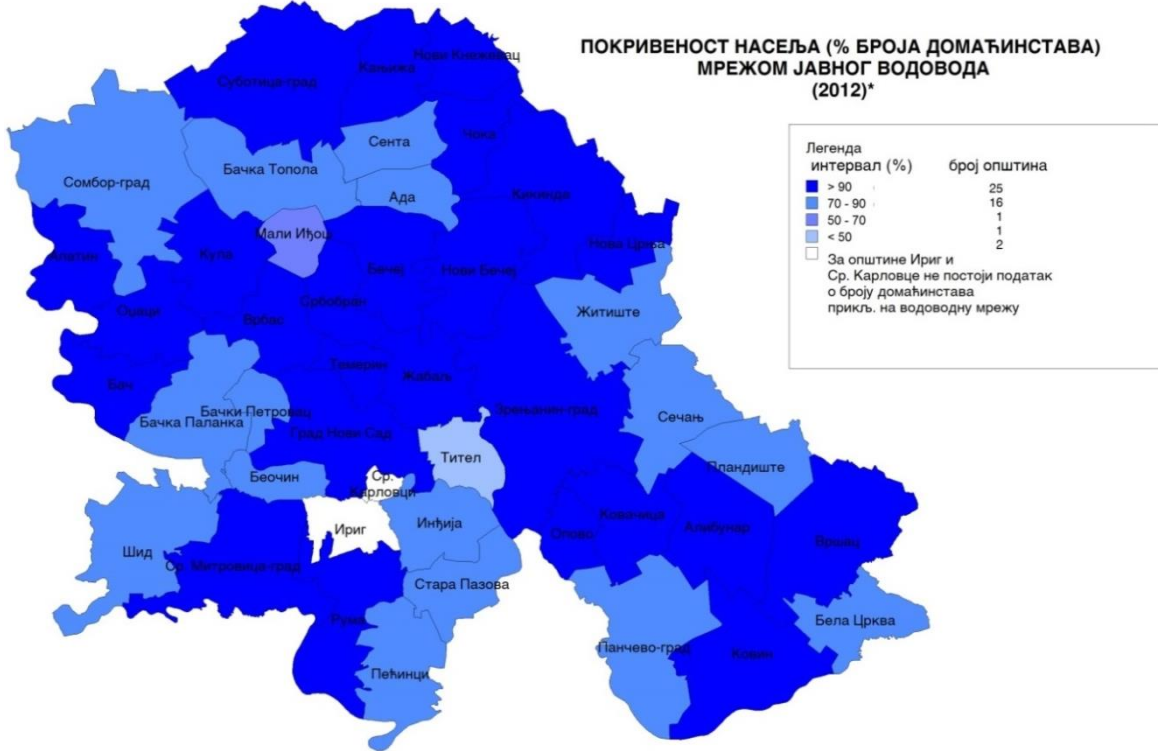 ПОКРИВЕНОСТ НАСЕЉА (% БРОЈА ДОМАЋИНСТАВА)
МРЕЖОМ ЈАВНОГ ВОДОВОДА
(2012)*
Легенда
интервал (%) број општина
> 90 25
70 - 90 16
50 - 70 1
< 50 1
2
За општине Ириг и
Ср. Карловце не постоји податак
о броју домаћинстава
прикљ. на водоводну мрежу
Нови Кнежевац
Кањижа
Суботица-град
Чока
Сента
Бачка Топола
Сомбор-град
Ада
Кикинда
Мали Иђош
Нови Црња
Кула
Апатин
Бечеј
Нови Бечеј
Србобран
Оџаци
Житиште
Врбас
Темерин
Жабаљ
Бач
Зрењанин-град
Бачки Петровац
Бачка Паланка
Сечањ
Град Нови Сад
Тител
Пландиште
Беочин
Ср.
Карловци
Ковачица
Инђија
Алибунар
Ириг
Опово
Вршац
Шид
Ср. Митровица-град
Стара Пазова
Рума
Бела Црква
Панчево-град
Ковин
Пећинци